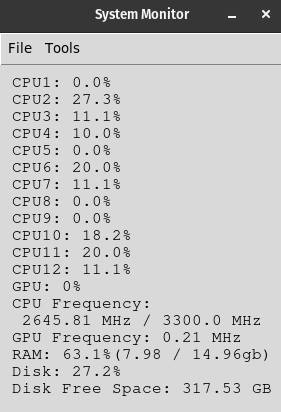 System Monitor
File Tools
CPU1: 0.0%
CPU2: 27.3%
CPU3: 11.1%
CPU4: 10.0%
CPU5: 0.0%
CPU6: 20.0%
CPU7: 11.1%
CPU8: 0.0%
CPU9: 0.0%
CPU10: 18.2%
CPU11: 20.0%
CPU12: 11.1%
GPU: 0%
CPU Frequency:
2645.81 MHz / 3300.0 MHz
GPU Frequency: 0.21 MHz
RAM: 63.1%(7.98 / 14.96gb)
Disk: 27.2%
Disk Free Space: 317.53 GB